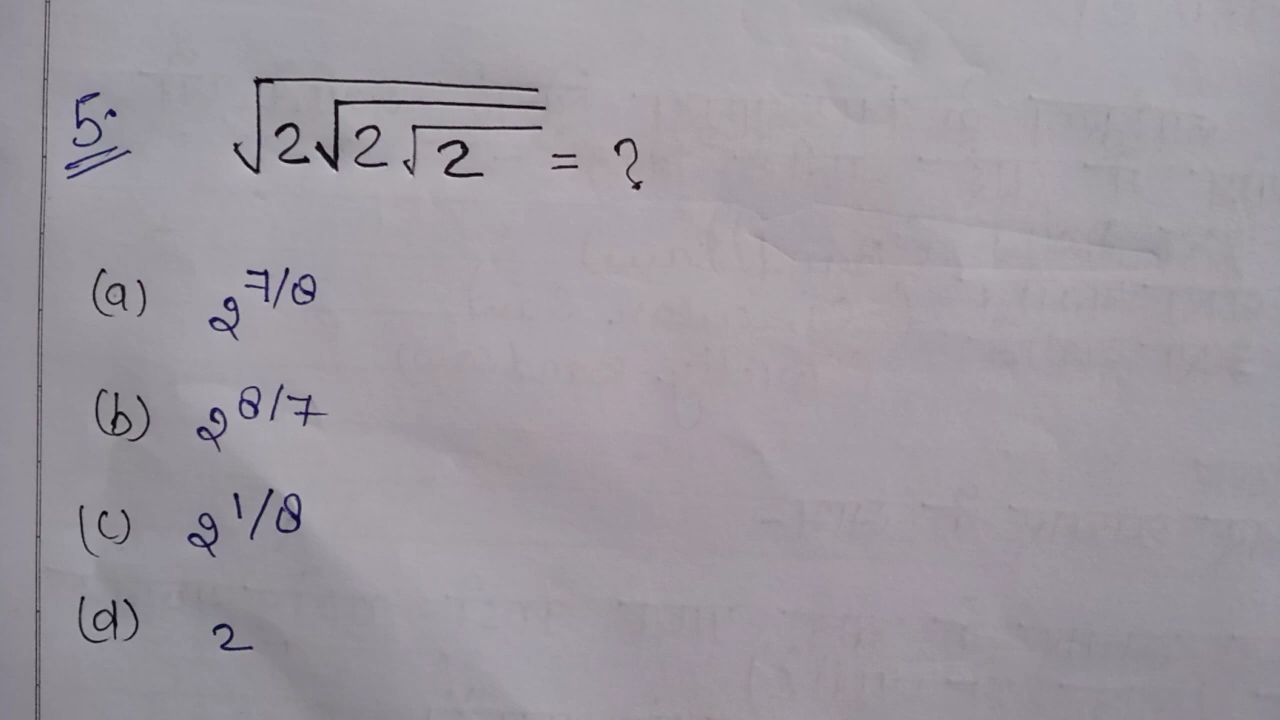 5. √2√2√2 = ?
(a) 2^7/8
(b) 2^8/7
(c) 2^1/8
(d) 2